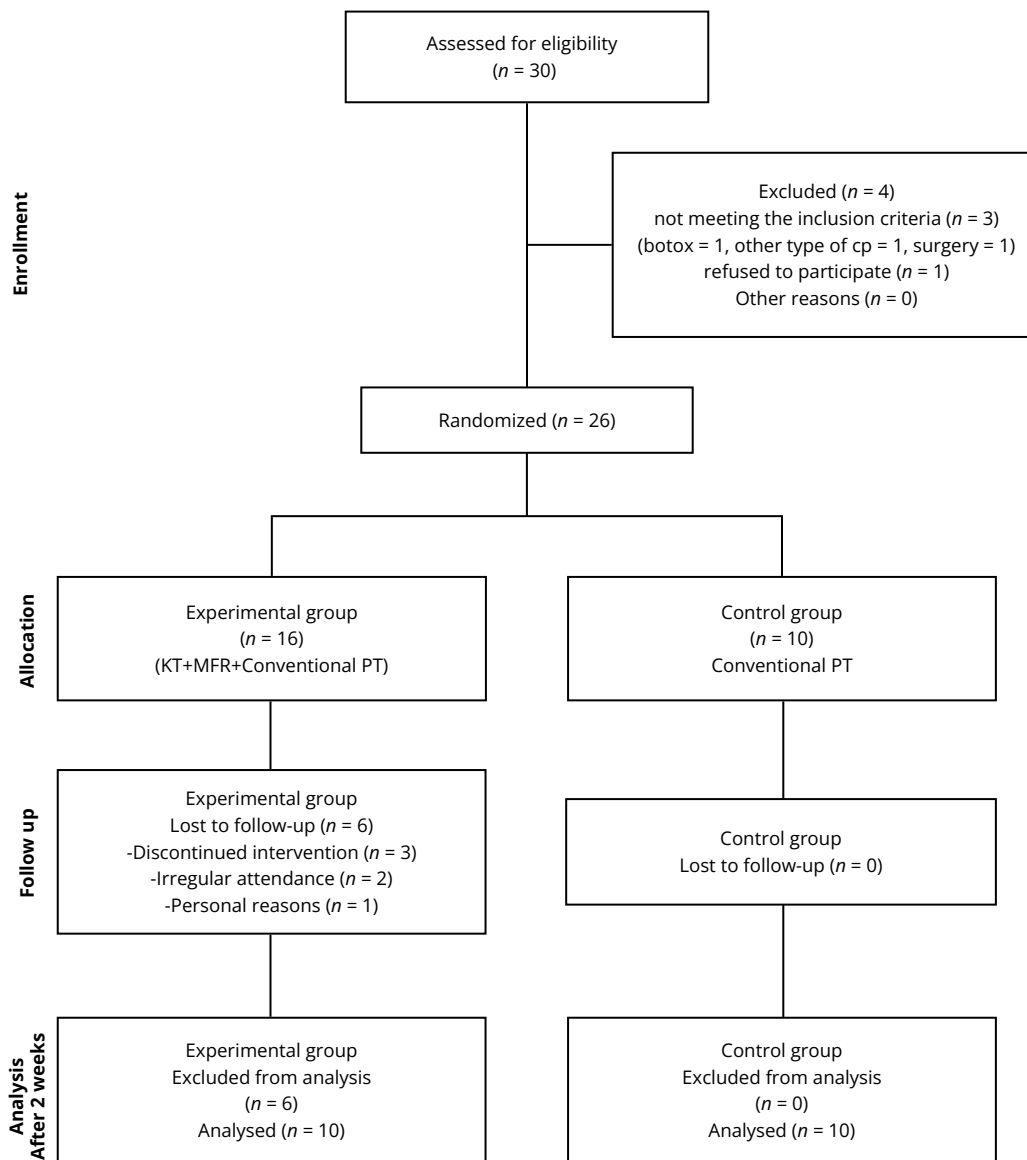 Assessed for eligibility
(n = 30)
Enrollment
Excluded (n = 4)
not meeting the inclusion criteria (n = 3)
(botox = 1, other type of cp = 1, surgery = 1)
refused to participate (n = 1)
Other reasons (n = 0)
Randomized (n = 26)
Allocation
Experimental group
(n = 16)
(KT+MFR+Conventional PT)
Control group
(n = 10)
Conventional PT
Follow up
Experimental group
Lost to follow-up (n = 6)
-Discontinued intervention (n = 3)
-Irregular attendance (n = 2)
-Personal reasons (n = 1)
Control group
Lost to follow-up (n = 0)
Analysis
After 2 weeks
Experimental group
Excluded from analysis
(n = 6)
Analysed (n = 10)
Control group
Excluded from analysis
(n = 0)
Analysed (n = 10)